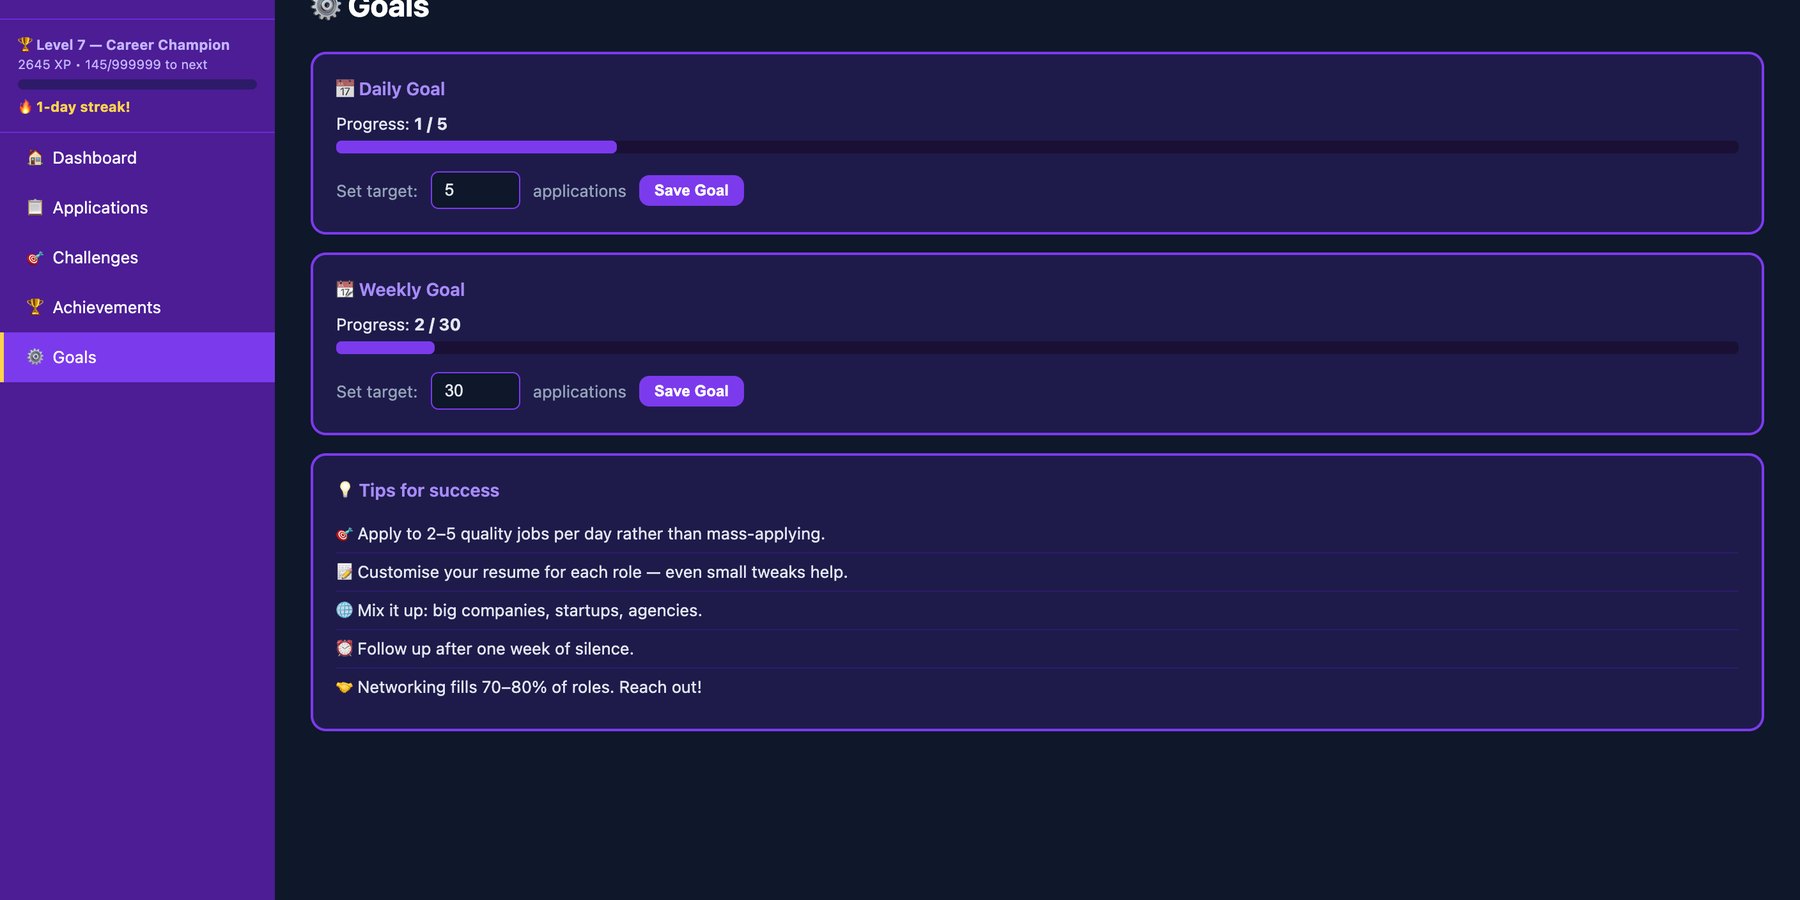 Goals
🏆 Level 7 — Career Champion
2645 XP • 145/999999 to next
🔥 1-day streak!
🏠 Dashboard
📋 Applications
🎯 Challenges
🏆 Achievements
⚙️ Goals
📅 Daily Goal
Progress: 1 / 5
Set target: 5 applications Save Goal
📆 Weekly Goal
Progress: 2 / 30
Set target: 30 applications Save Goal
💡 Tips for success
🎯 Apply to 2–5 quality jobs per day rather than mass-applying.
📝 Customise your resume for each role — even small tweaks help.
🌐 Mix it up: big companies, startups, agencies.
⏰ Follow up after one week of silence.
🤝 Networking fills 70–80% of roles. Reach out!